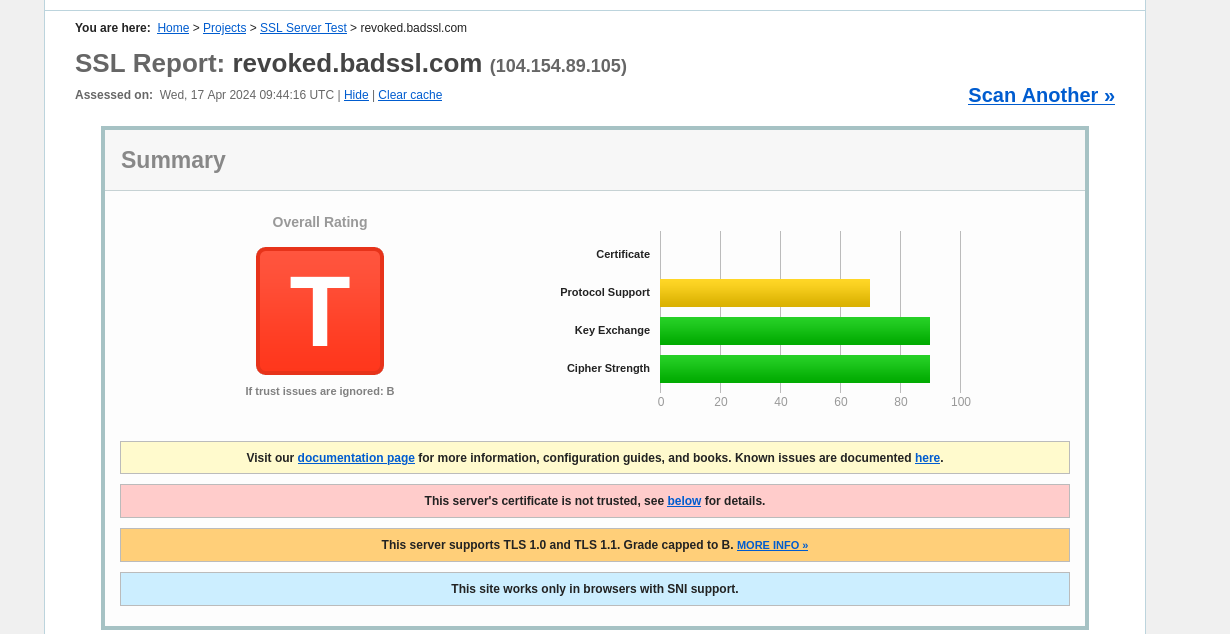 You are here: Home > Projects > SSL Server Test > revoked.badssl.com
SSL Report: revoked.badssl.com (104.154.89.105)
Assessed on: Wed, 17 Apr 2024 09:44:16 UTC | Hide | Clear cache
Scan Another »
Summary
Overall Rating
T
If trust issues are ignored: B
Certificate
Protocol Support
Key Exchange
Cipher Strength
0 20 40 60 80 100
Visit our documentation page for more information, configuration guides, and books. Known issues are documented here.
This server's certificate is not trusted, see below for details.
This server supports TLS 1.0 and TLS 1.1. Grade capped to B. MORE INFO »
This site works only in browsers with SNI support.